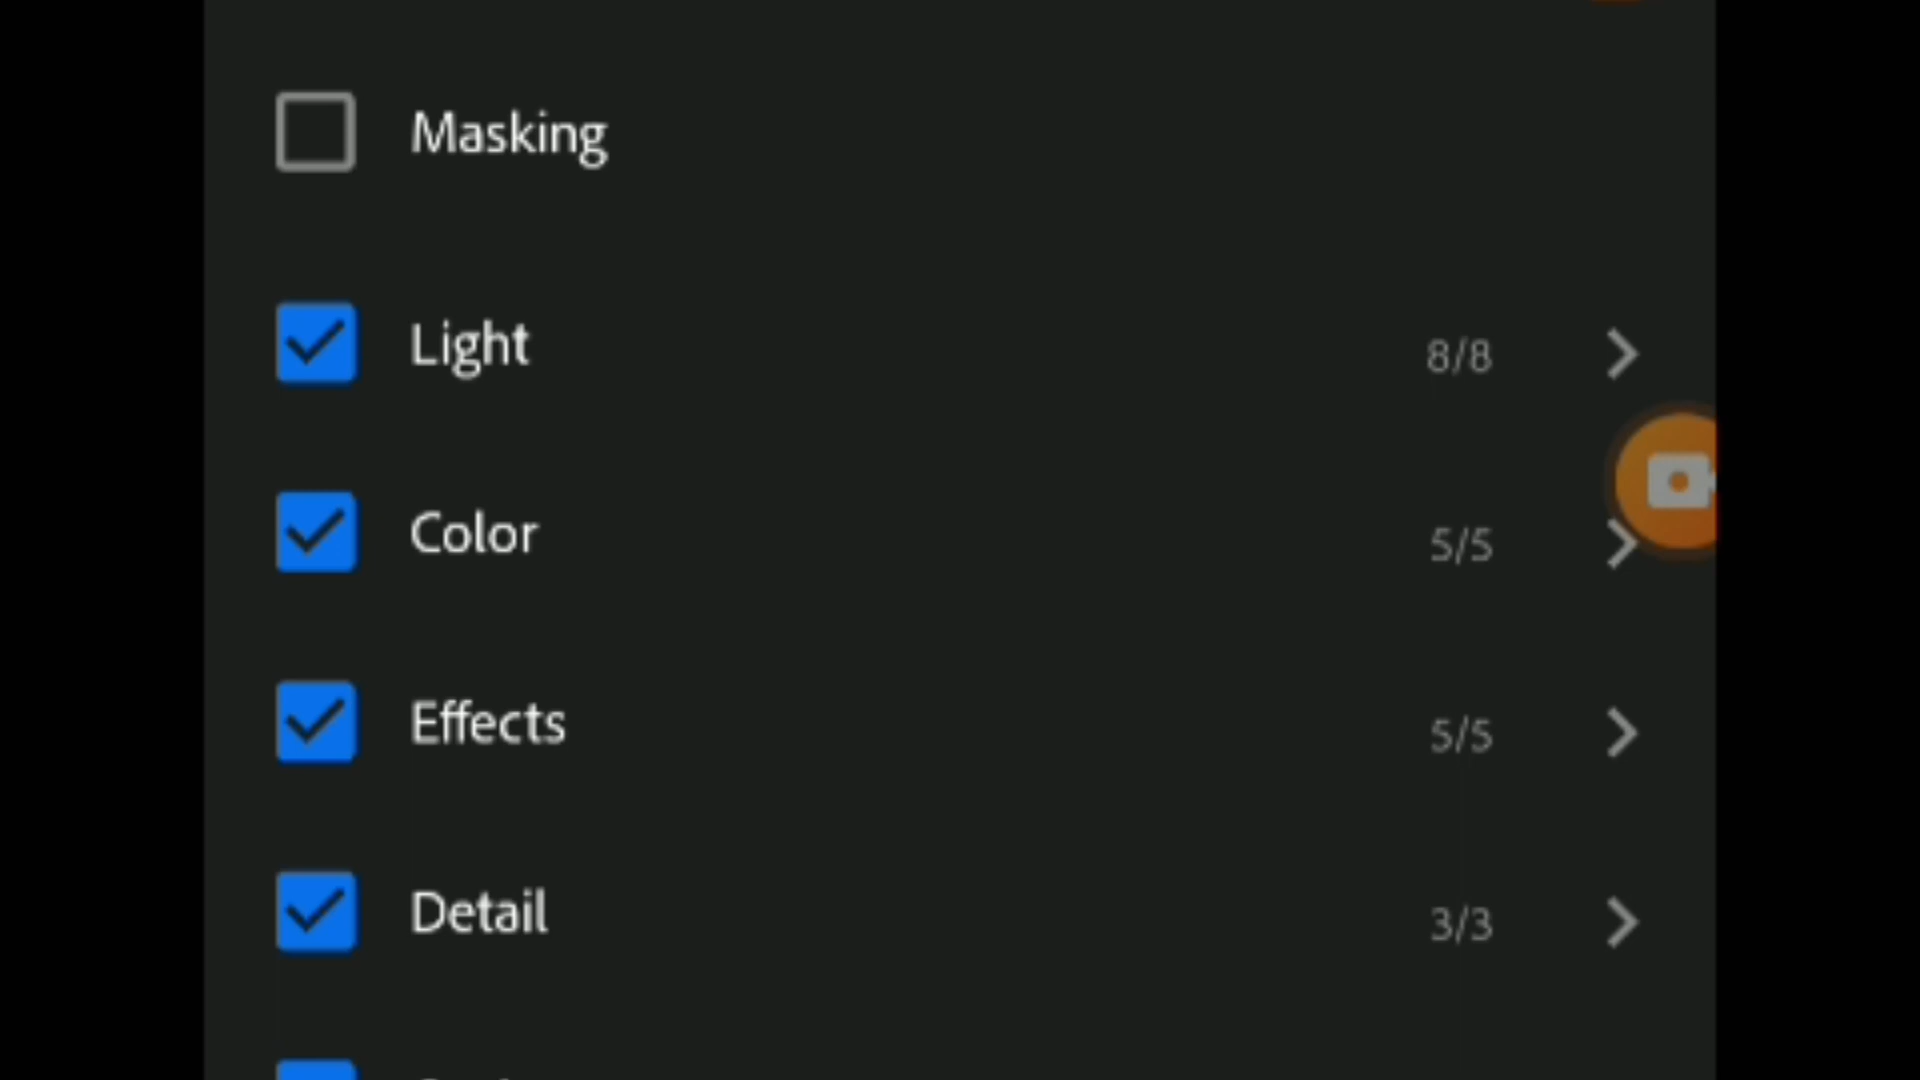 Masking
Light 8/8
Color 5/5
Effects 5/5
Detail 3/3